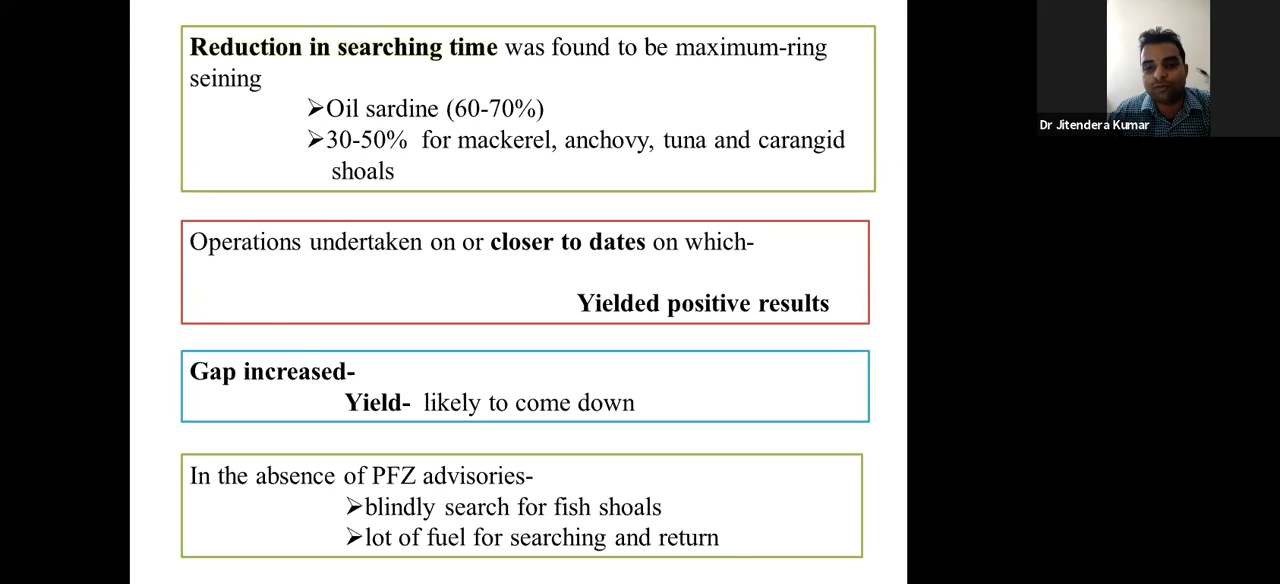 Reduction in searching time was found to be maximum-ring
seining
➢Oil sardine (60-70%)
➢30-50% for mackerel, anchovy, tuna and carangid
shoals
Dr Jitendera Kumar
Operations undertaken on or closer to dates on which-
Yielded positive results
Gap increased-
Yield- likely to come down
In the absence of PFZ advisories-
➢blindly search for fish shoals
➢lot of fuel for searching and return